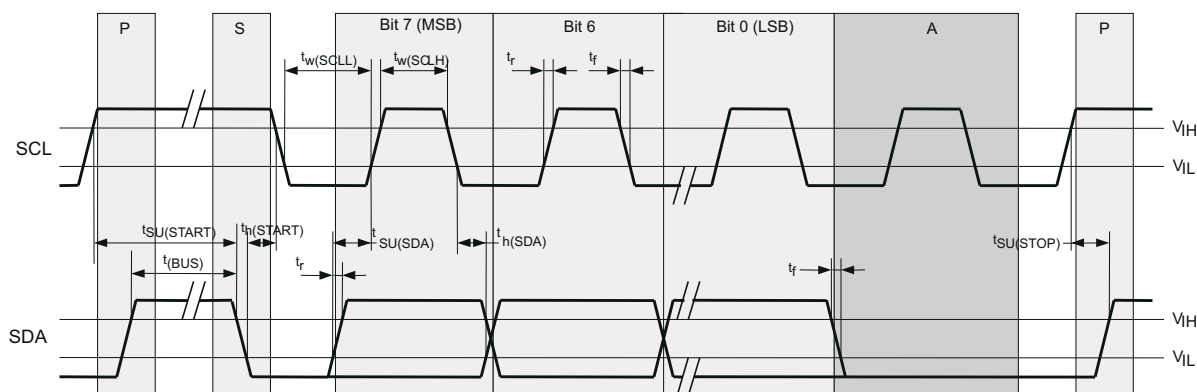 P S Bit 7 (MSB) Bit 6 Bit 0 (LSB) A P
tw(SCLL) tw(SCLH) tr tf
VIH
SCL
VIL
tSU(START) th(START) tSU(SDA) th(SDA) tSU(STOP)
t(BUS) tr tf
VIH
SDA
VIL